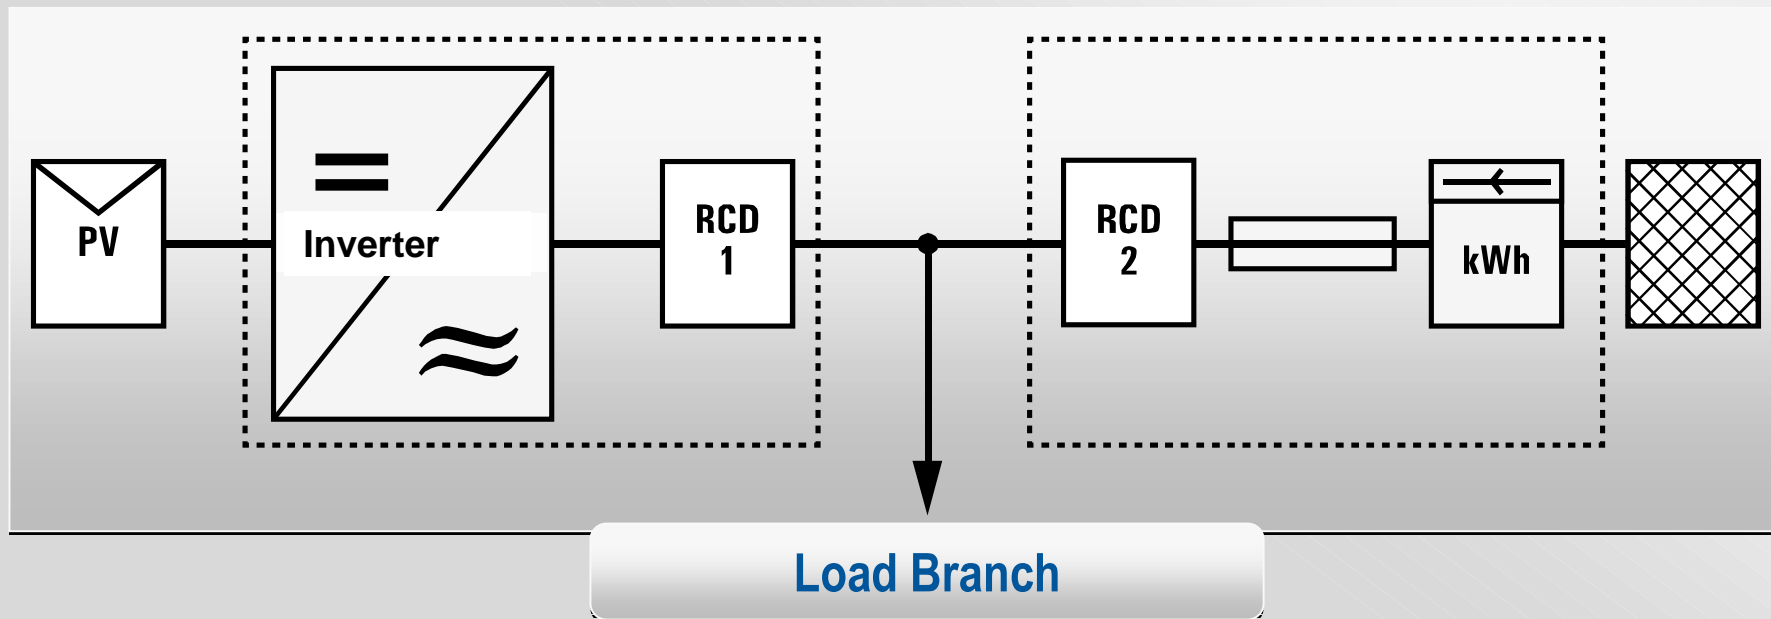 PV
Inverter
RCD
1
RCD
2
kWh
Load Branch